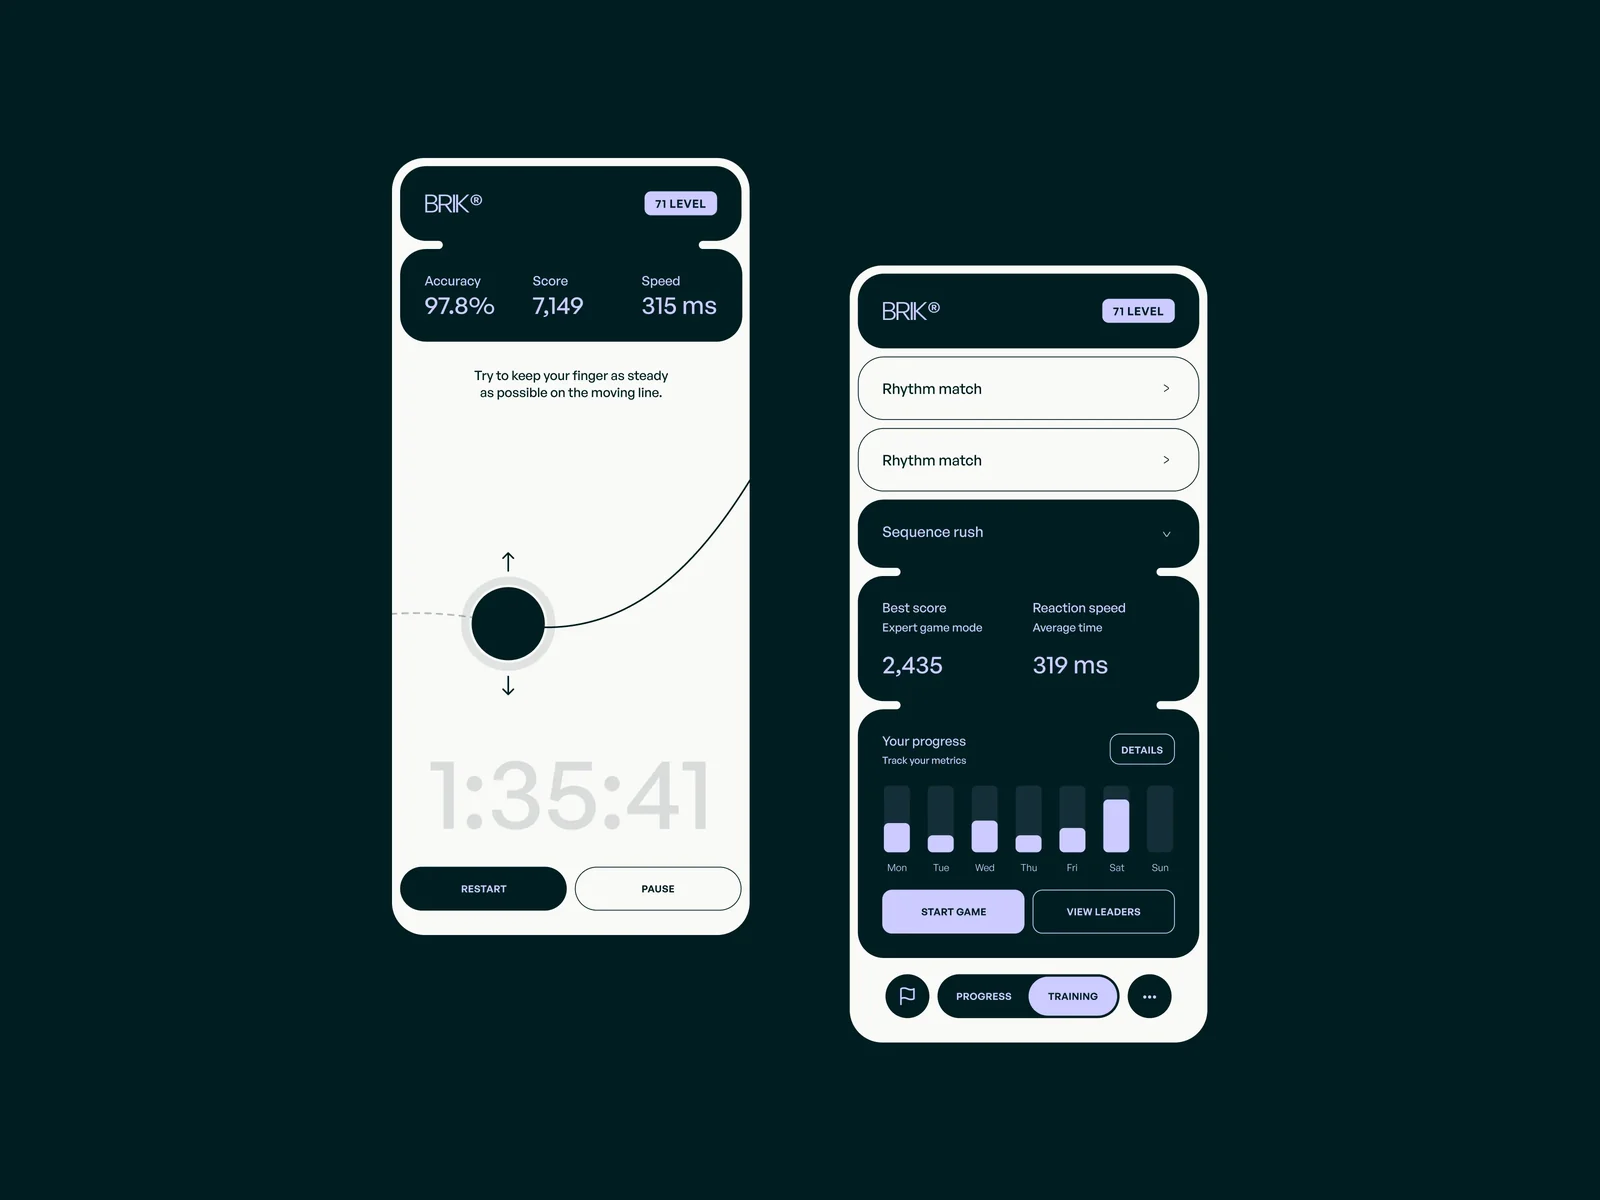 BRIK®
71 LEVEL
Accuracy
Score
Speed
97.8%
7,149
315 ms
Try to keep your finger as steady
as possible on the moving line.
1:35:41
RESTART
PAUSE
BRIK®
71 LEVEL
Rhythm match
Rhythm match
Sequence rush
Best score
Reaction speed
Expert game mode
Average time
2,435
319 ms
Your progress
Track your metrics
DETAILS
Mon
Tue
Wed
Thu
Fri
Sat
Sun
START GAME
VIEW LEADERS
PROGRESS
TRAINING